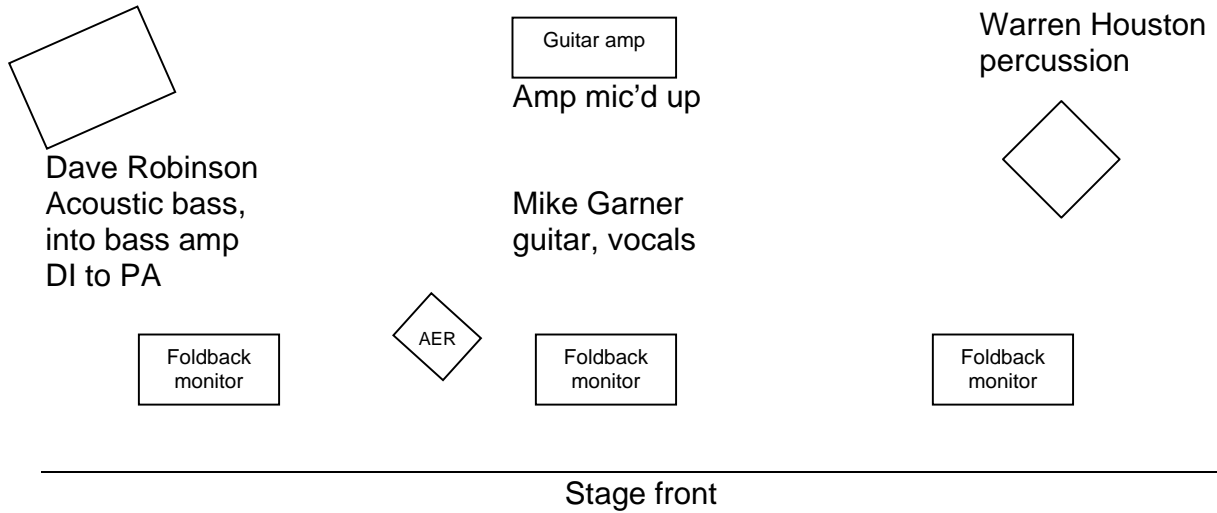 Guitar amp
Amp mic’d up
Warren Houston
percussion
Dave Robinson
Acoustic bass,
into bass amp
DI to PA
Mike Garner
guitar, vocals
AER
Foldback
monitor
Foldback
monitor
Foldback
monitor
Stage front